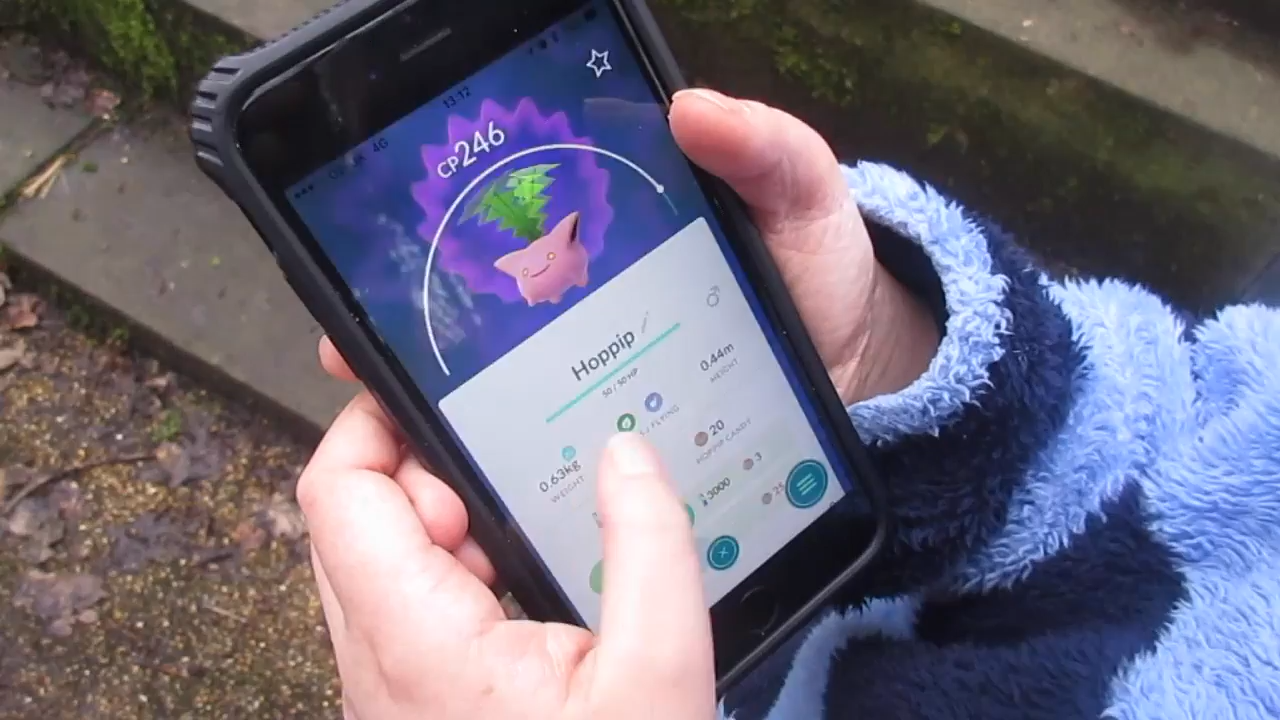 4G
13:12
CP246
Hoppip
50 / 50 HP
0.63kg
WEIGHT
/ FLYING
0.44m
HEIGHT
20
HOPPIP CANDY
3000
3
25